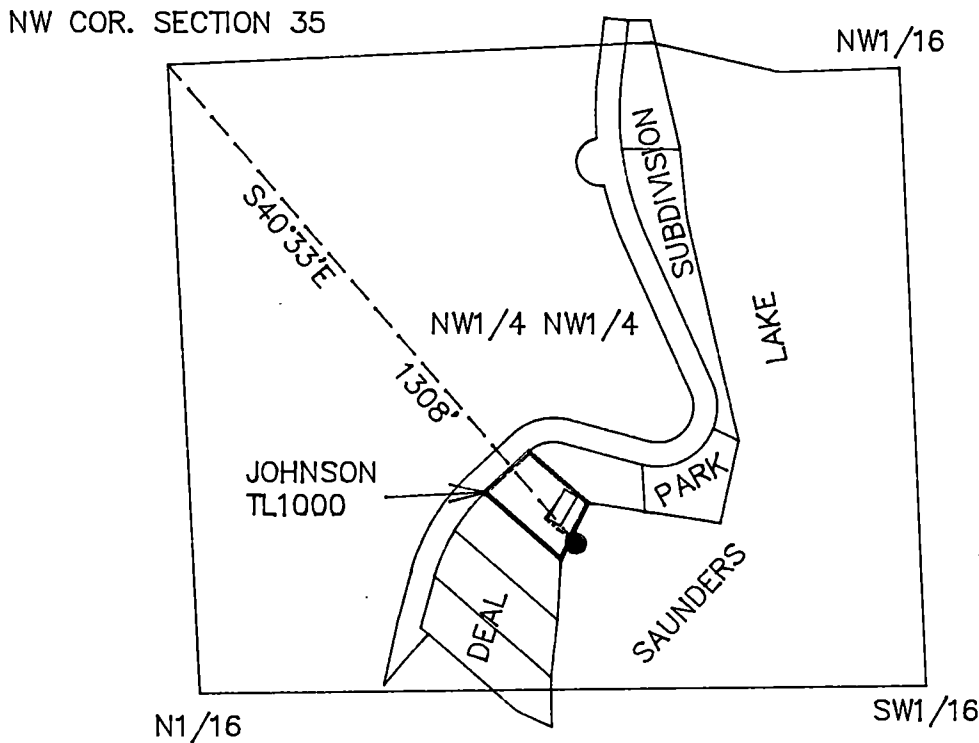 NW COR. SECTION 35
NW1/16
SUBDIVISION
S40°33'E
NW1/4 NW1/4
LAKE
1308'
JOHNSON
TL1000
PARK
SAUNDERS
DEAL
N1/16
SW1/16